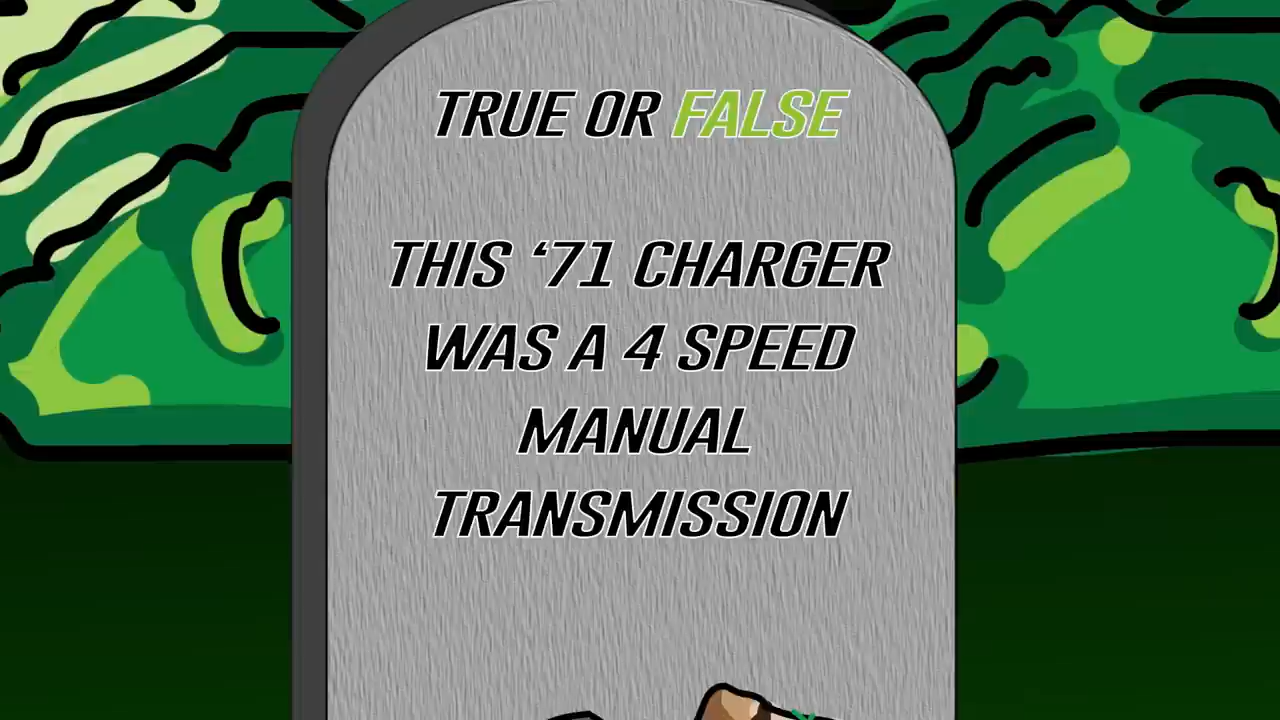 TRUE OR FALSE
THIS ‘71 CHARGER
WAS A 4 SPEED
MANUAL
TRANSMISSION